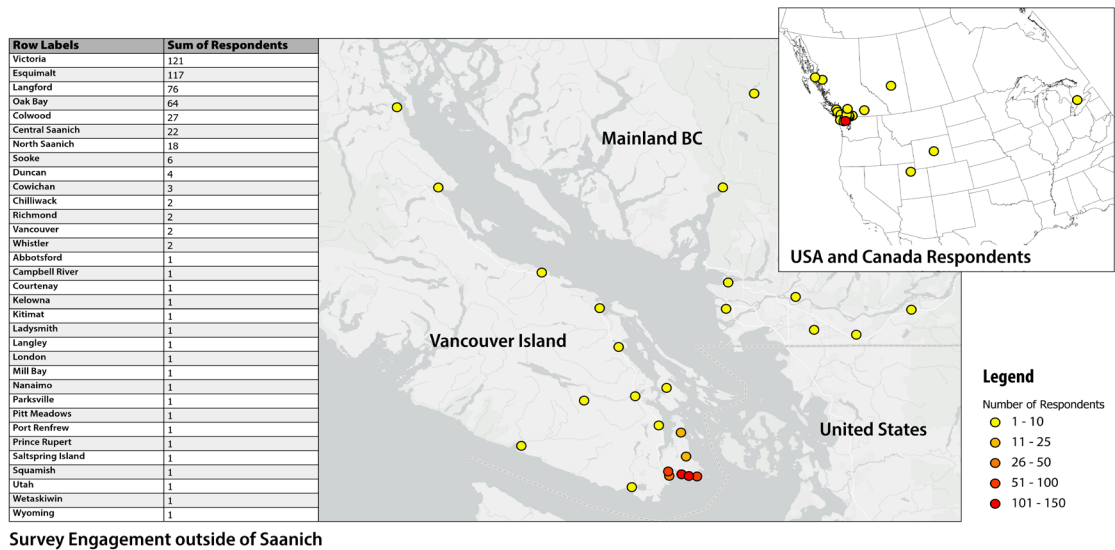 Row Labels Sum of Respondents
Victoria 121
Esquimalt 117
Langford 76
Oak Bay 64
Colwood 27
Central Saanich 22
North Saanich 18
Sooke 6
Duncan 4
Cowichan 3
Chilliwack 2
Richmond 2
Vancouver 2
Whistler 2
Abbotsford 1
Campbell River 1
Courtenay 1
Kelowna 1
Kitimat 1
Ladysmith 1
Langley 1
London 1
Mill Bay 1
Nanaimo 1
Parksville 1
Pitt Meadows 1
Port Renfrew 1
Prince Rupert 1
Saltspring Island 1
Squamish 1
Utah 1
Wetaskiwin 1
Wyoming 1
Survey Engagement outside of Saanich
Mainland BC
Vancouver Island
United States
USA and Canada Respondents
Legend
Number of Respondents
1 - 10
11 - 25
26 - 50
51 - 100
101 - 150